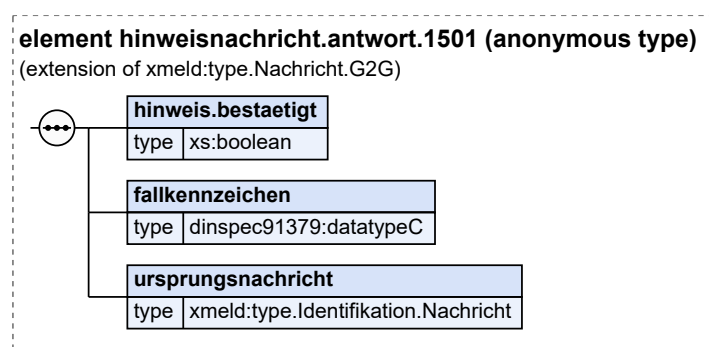 element hinweisnachricht.antwort.1501 (anonymous type)
(extension of xmeld:type.Nachricht.G2G)
hinweis.bestaetigt
type xs:boolean
fallkennzeichen
type dinspec91379:datatypeC
ursprungsnachricht
type xmeld:type.Identifikation.Nachricht